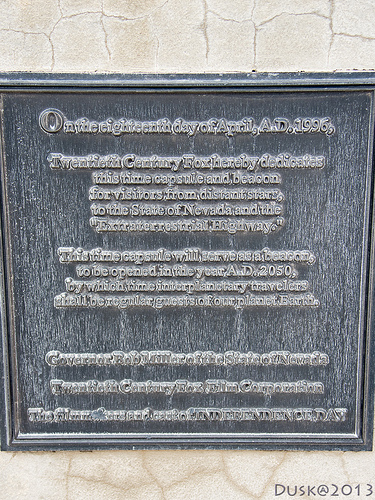 On the eighteenth day of April, A.D. 1996,
Twentieth Century Fox hereby dedicates
this time capsule and beacon
for visitors from distant stars,
to the State of Nevada and the
"Extraterrestrial Highway."
This time capsule will serve as a beacon,
to be opened in the year A.D. 2050,
by which time interplanetary travelers
shall be regular guests of our planet Earth.
Governor Bob Miller of the State of Nevada
Twentieth Century Fox Film Corporation
The filmmakers and cast of INDEPENDENCE DAY
Dusk@2013